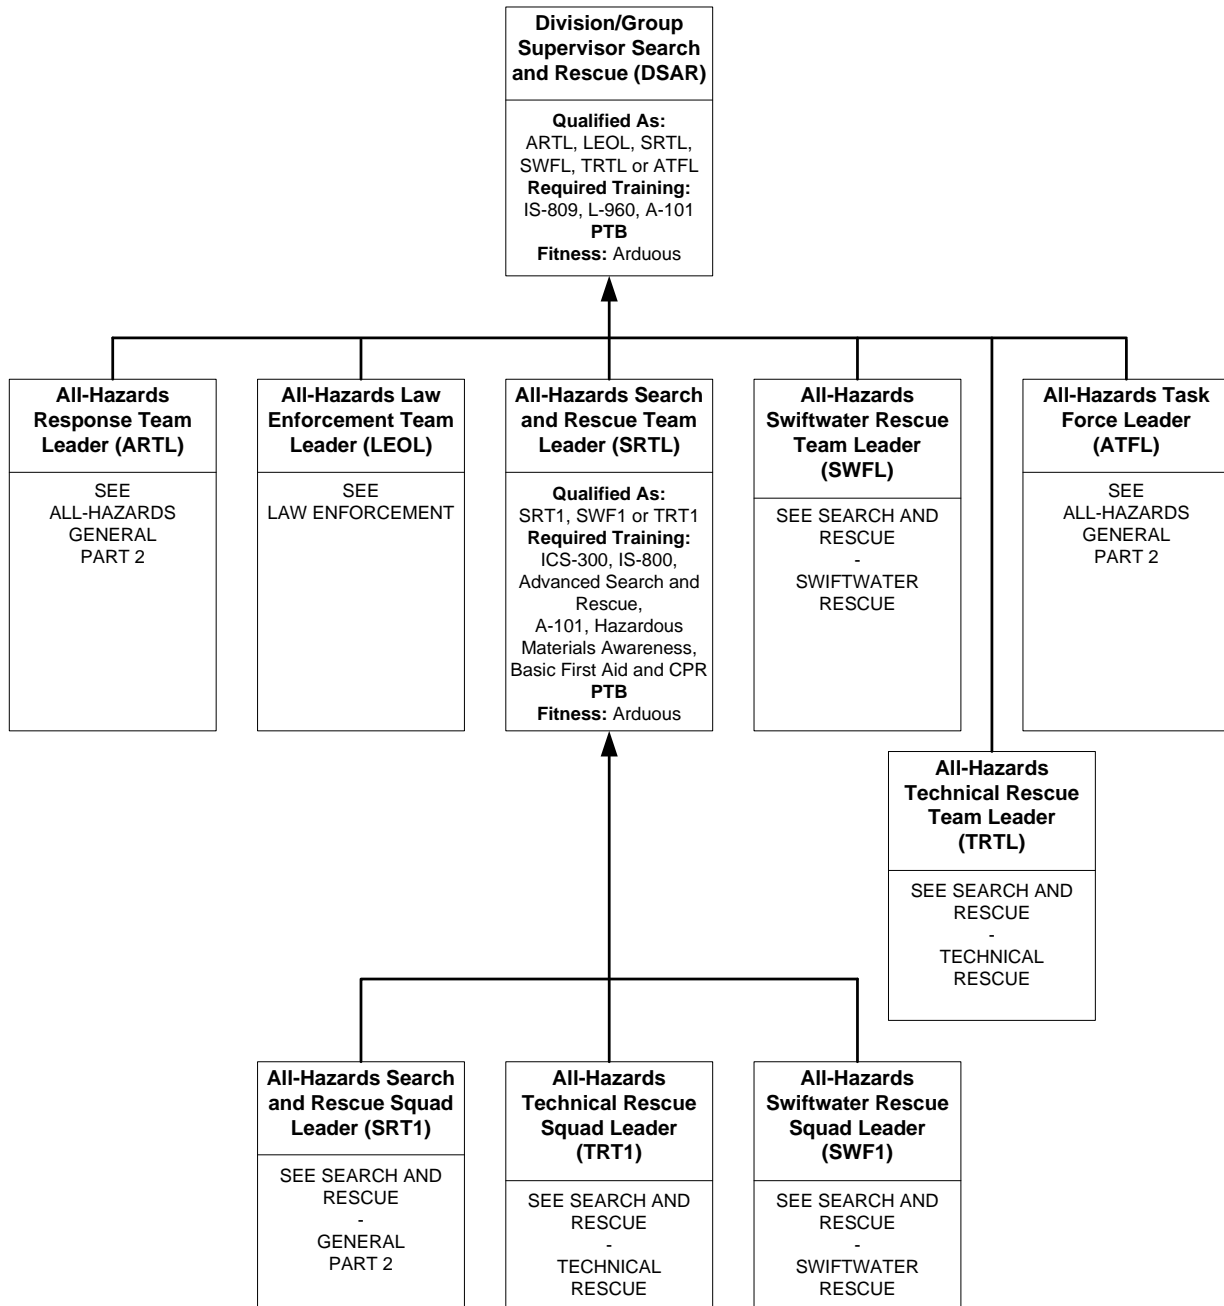 Division/Group
Supervisor Search
and Rescue (DSAR)
Qualified As:
ARTL, LEOL, SRTL,
SWFL, TRTL or ATFL
Required Training:
IS-809, L-960, A-101
PTB
Fitness: Arduous
All-Hazards
Response Team
Leader (ARTL)
SEE
ALL-HAZARDS
GENERAL
PART 2
All-Hazards Law
Enforcement Team
Leader (LEOL)
SEE
LAW ENFORCEMENT
All-Hazards Search
and Rescue Team
Leader (SRTL)
Qualified As:
SRT1, SWF1 or TRT1
Required Training:
ICS-300, IS-800,
Advanced Search and
Rescue,
A-101, Hazardous
Materials Awareness,
Basic First Aid and CPR
PTB
Fitness: Arduous
All-Hazards
Swiftwater Rescue
Team Leader
(SWFL)
SEE SEARCH AND
RESCUE
-
SWIFTWATER
RESCUE
All-Hazards Task
Force Leader
(ATFL)
SEE
ALL-HAZARDS
GENERAL
PART 2
All-Hazards
Technical Rescue
Team Leader
(TRTL)
SEE SEARCH AND
RESCUE
-
TECHNICAL
RESCUE
All-Hazards Search
and Rescue Squad
Leader (SRT1)
SEE SEARCH AND
RESCUE
-
GENERAL
PART 2
All-Hazards
Technical Rescue
Squad Leader
(TRT1)
SEE SEARCH AND
RESCUE
-
TECHNICAL
RESCUE
All-Hazards
Swiftwater Rescue
Squad Leader
(SWF1)
SEE SEARCH AND
RESCUE
-
SWIFTWATER
RESCUE